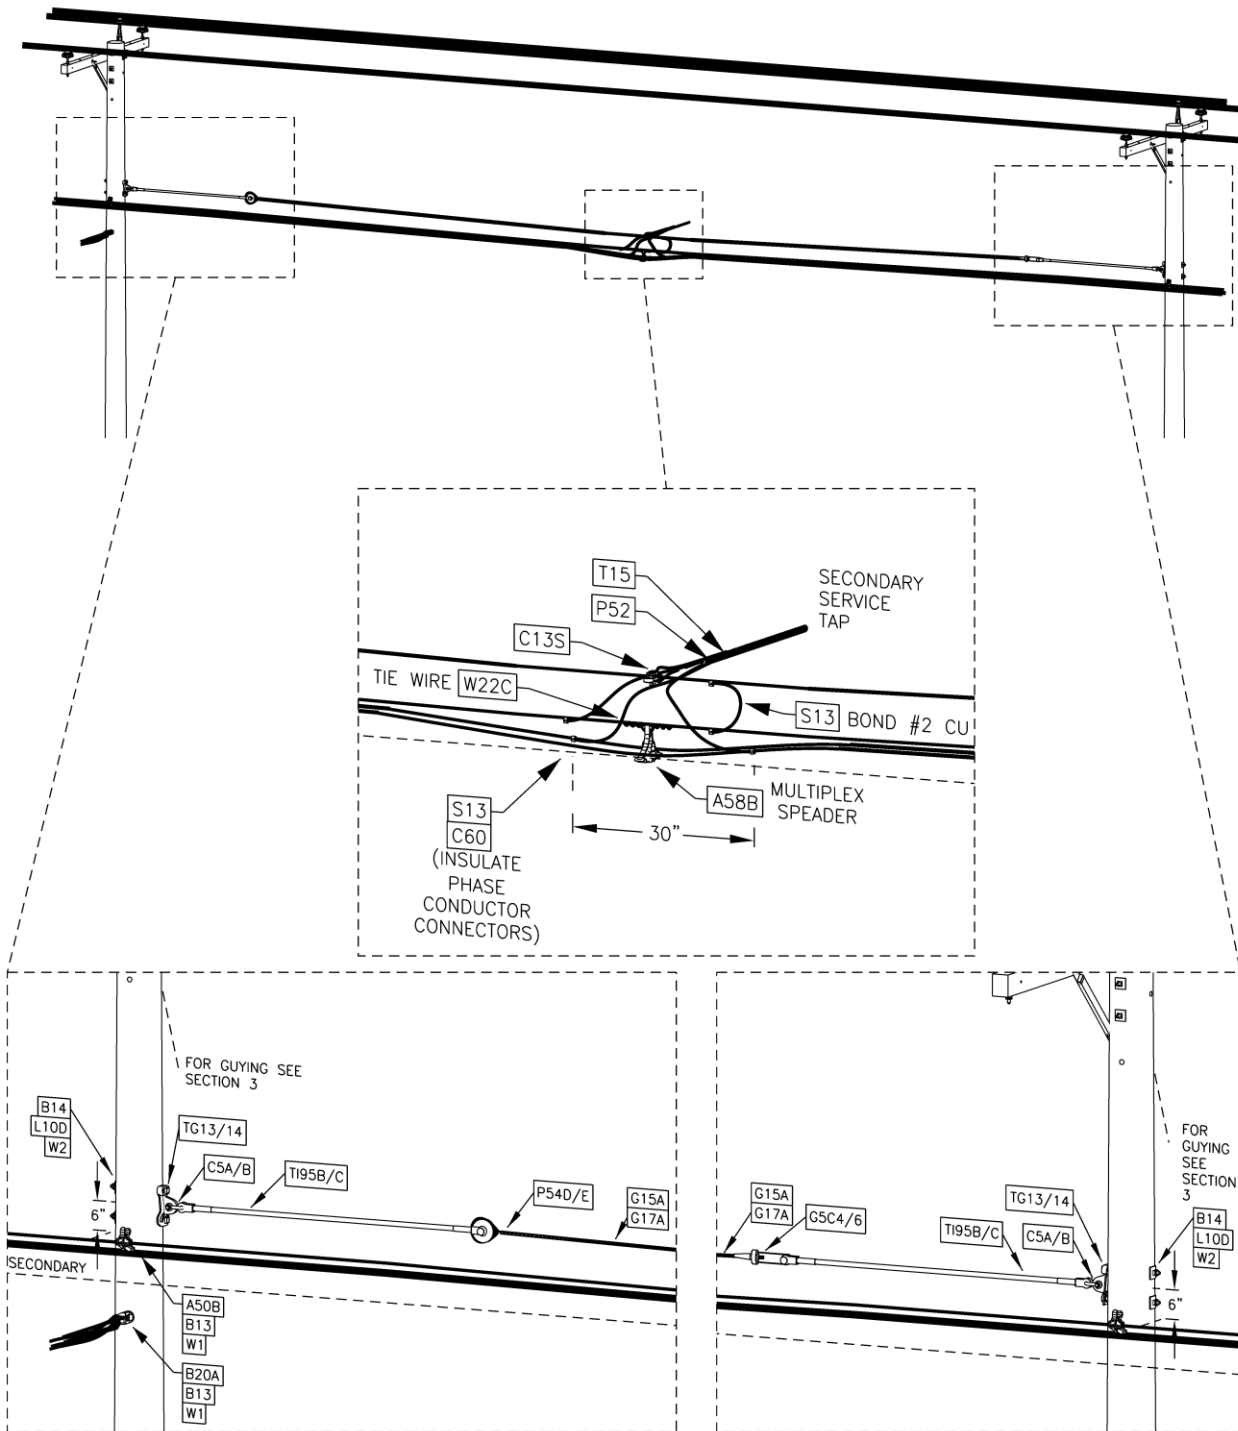 T15
P52
C13S
SECONDARY
SERVICE
TAP
TIE WIRE W22C
S13 BOND #2 CU
S13
C60
(INSULATE
PHASE
CONDUCTOR
CONNECTORS)
A58B
MULTIPLEX
SPEADER
30"
FOR GUYING SEE
SECTION 3
B14
L10D
W2
TG13/14
C5A/B
TI95B/C
P54D/E
G15A
G17A
6"
SECONDARY
A50B
B13
W1
B20A
B13
W1
G15A
G17A
G5C4/6
TI95B/C
TG13/14
C5A/B
FOR
GUYING
SEE
SECTION
3
B14
L10D
W2
6"